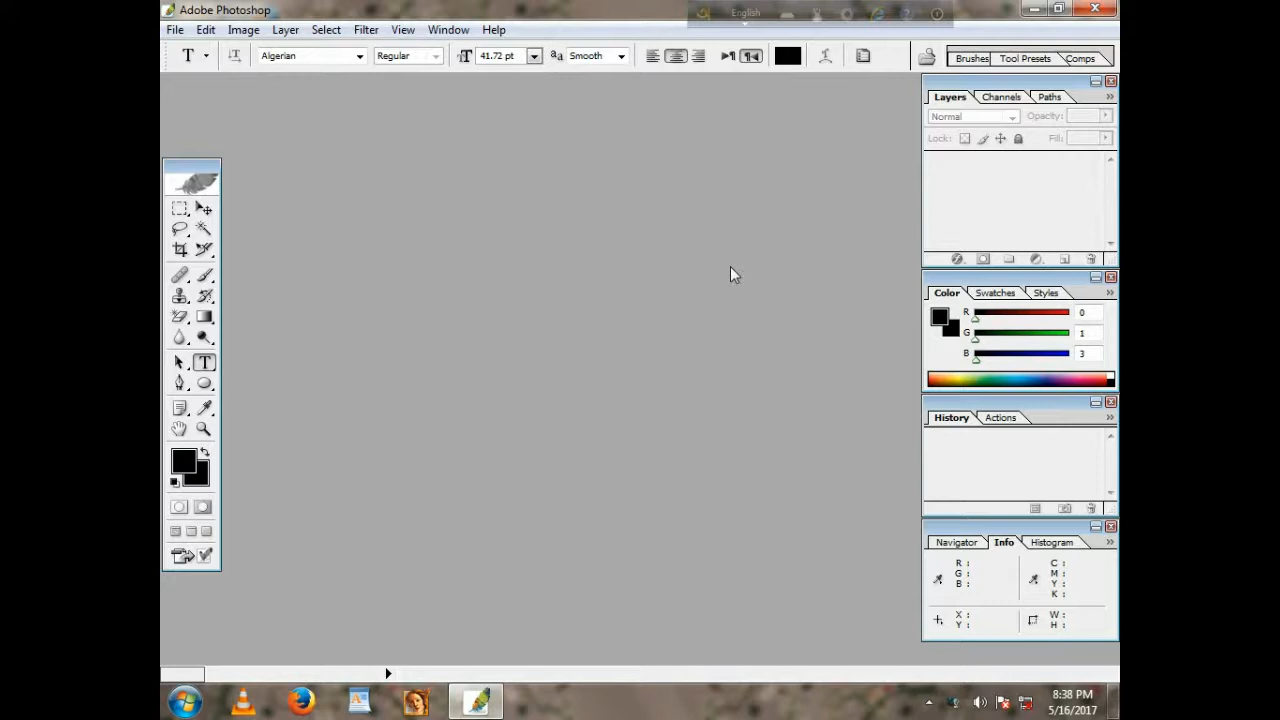 Adobe Photoshop
English
File Edit Image Layer Select Filter View Window Help
T T Algerian Regular T 41.72 pt aa Smooth Brushes Tool Presets Comps
Layers Channels Paths
Normal Opacity:
Lock: Fill:
Color Swatches Styles
R 0
G 1
B 3
T
History Actions
Navigator Info Histogram
R : C :
G : M :
B : Y :
K :
X : W :
Y : H :
8:38 PM
5/16/2017